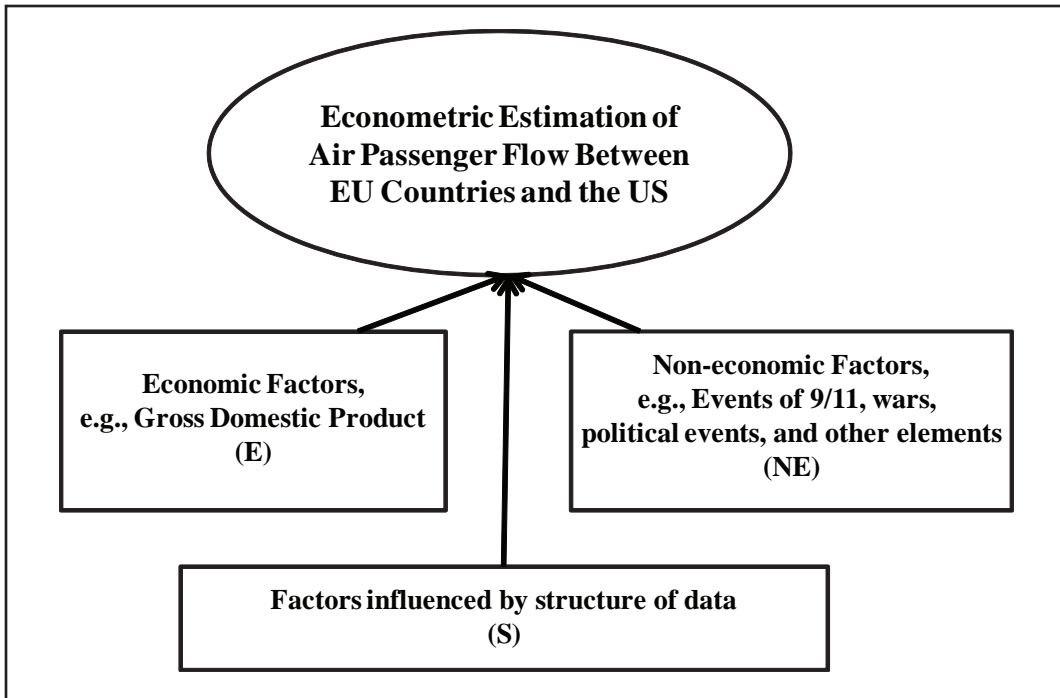 Econometric Estimation of
Air Passenger Flow Between
EU Countries and the US
Economic Factors,
e.g., Gross Domestic Product
(E)
Non-economic Factors,
e.g., Events of 9/11, wars,
political events, and other elements
(NE)
Factors influenced by structure of data
(S)